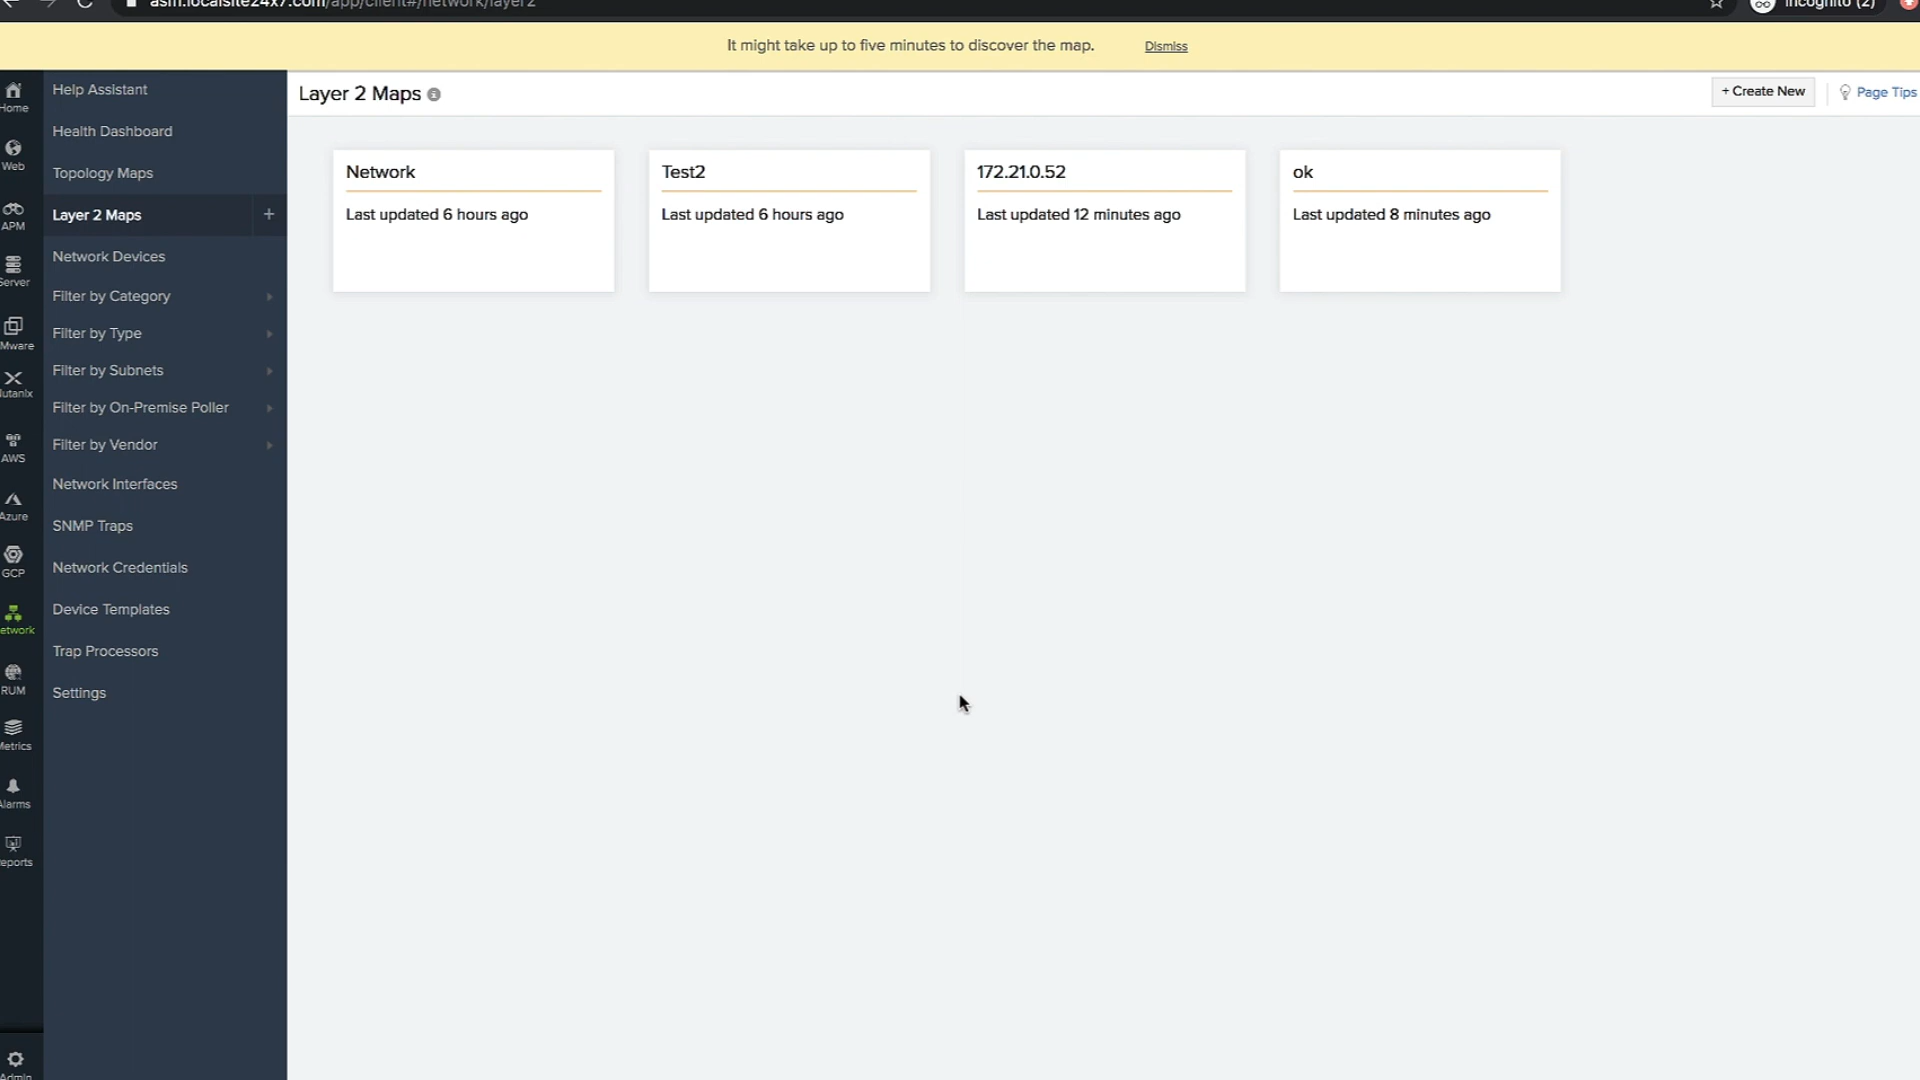 It might take up to five minutes to discover the map. Dismiss
Home
Web
APM
AWS
Azure
GCP
RUM
Help Assistant
Health Dashboard
Topology Maps
Layer 2 Maps +
Network Devices
Filter by Category
Filter by Type
Filter by Subnets
Filter by On-Premise Poller
Filter by Vendor
Network Interfaces
SNMP Traps
Network Credentials
Device Templates
Trap Processors
Settings
Layer 2 Maps
+ Create New
Page Tips
Network
Last updated 6 hours ago
Test2
Last updated 6 hours ago
172.21.0.52
Last updated 12 minutes ago
ok
Last updated 8 minutes ago